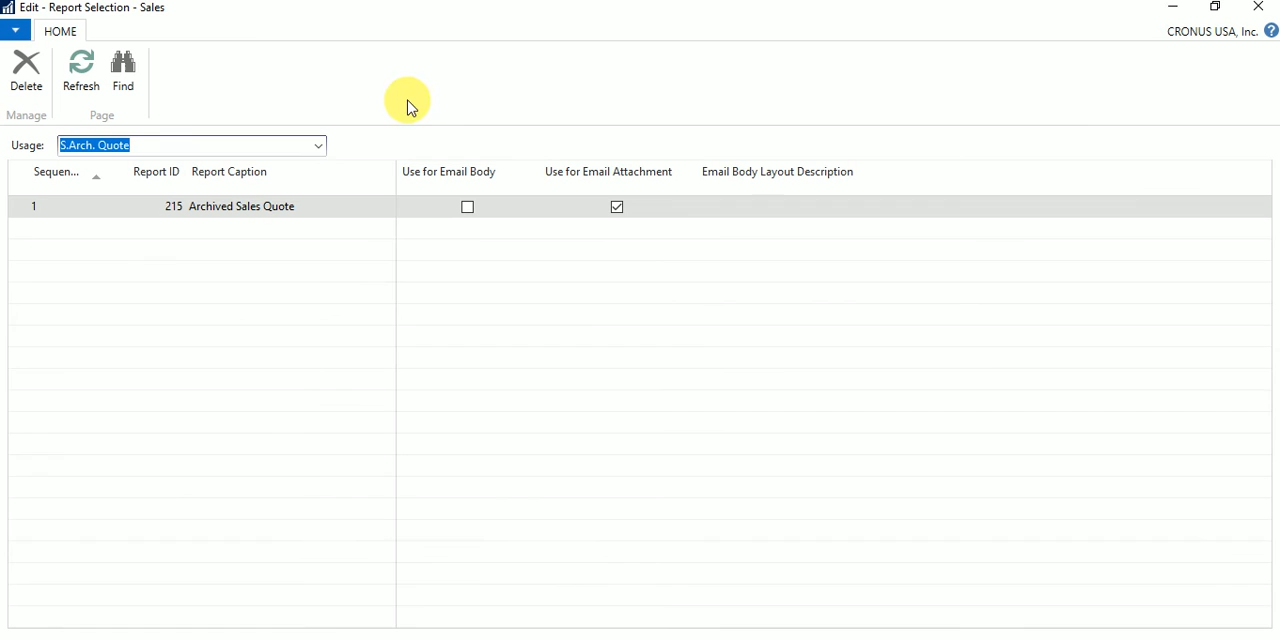 Edit - Report Selection - Sales
HOME
CRONUS USA, Inc. ?
Delete
Refresh
Find
Manage
Page
Usage: S.Arch. Quote
Sequen... Report ID Report Caption Use for Email Body Use for Email Attachment Email Body Layout Description
1 215 Archived Sales Quote